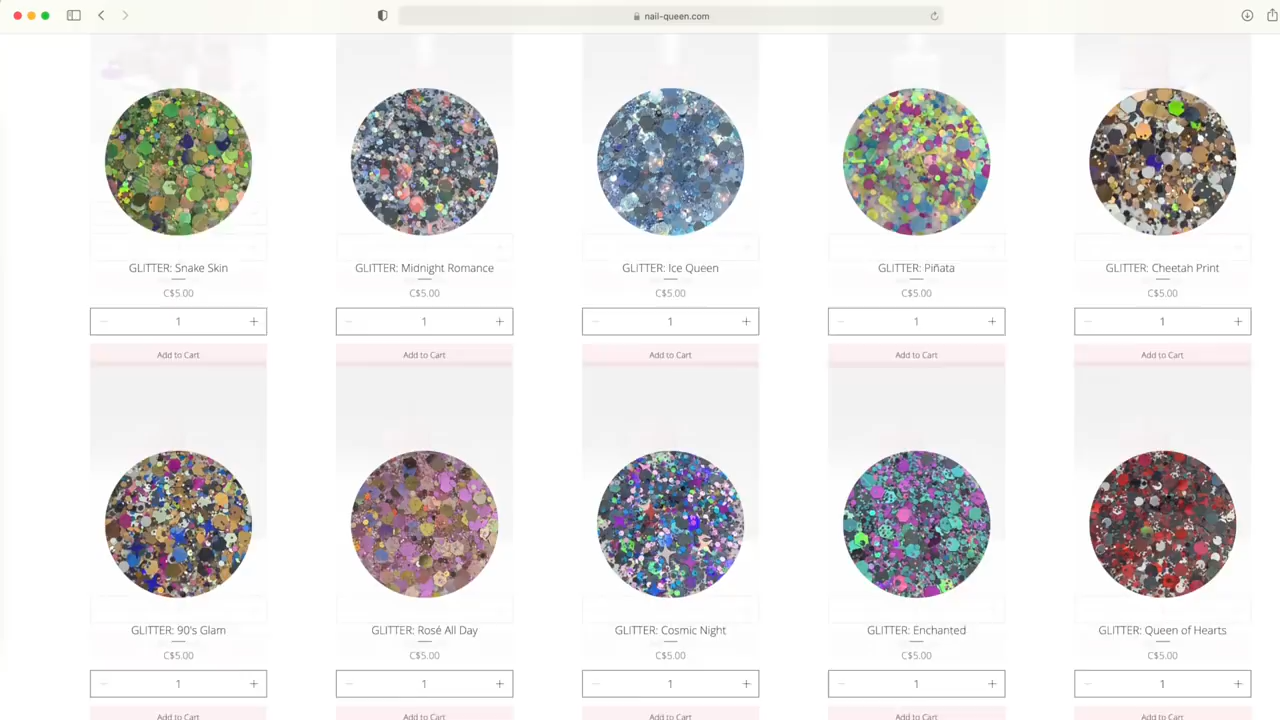 nail-queen.com
GLITTER: Snake Skin
C$5.00
− 1 +
Add to Cart
GLITTER: Midnight Romance
C$5.00
− 1 +
Add to Cart
GLITTER: Ice Queen
C$5.00
− 1 +
Add to Cart
GLITTER: Piñata
C$5.00
− 1 +
Add to Cart
GLITTER: Cheetah Print
C$5.00
− 1 +
Add to Cart
GLITTER: 90's Glam
C$5.00
− 1 +
Add to Cart
GLITTER: Rosé All Day
C$5.00
− 1 +
Add to Cart
GLITTER: Cosmic Night
C$5.00
− 1 +
Add to Cart
GLITTER: Enchanted
C$5.00
− 1 +
Add to Cart
GLITTER: Queen of Hearts
C$5.00
− 1 +
Add to Cart